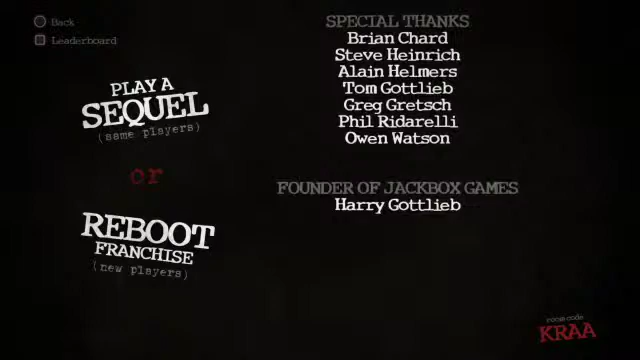 Back
Leaderboard
PLAY A
SEQUEL
(same players)
or
REBOOT
FRANCHISE
(new players)
SPECIAL THANKS
Brian Chard
Steve Heinrich
Alain Helmers
Tom Gottlieb
Greg Gretsch
Phil Ridarelli
Owen Watson
FOUNDER OF JACKBOX GAMES
Harry Gottlieb
room code
KRAA